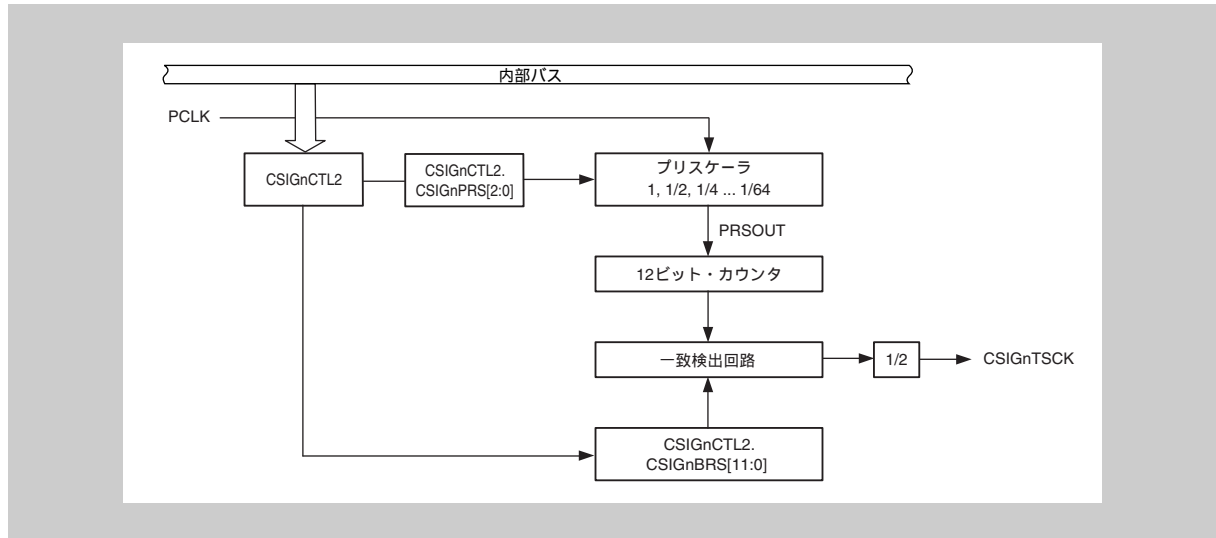 内部バス
PCLK
CSIGnCTL2
CSIGnCTL2.
CSIGnPRS[2:0]
プリスケーラ
1, 1/2, 1/4 ... 1/64
PRSOUT
12ビット・カウンタ
一致検出回路
1/2
CSIGnTSCK
CSIGnCTL2.
CSIGnBRS[11:0]